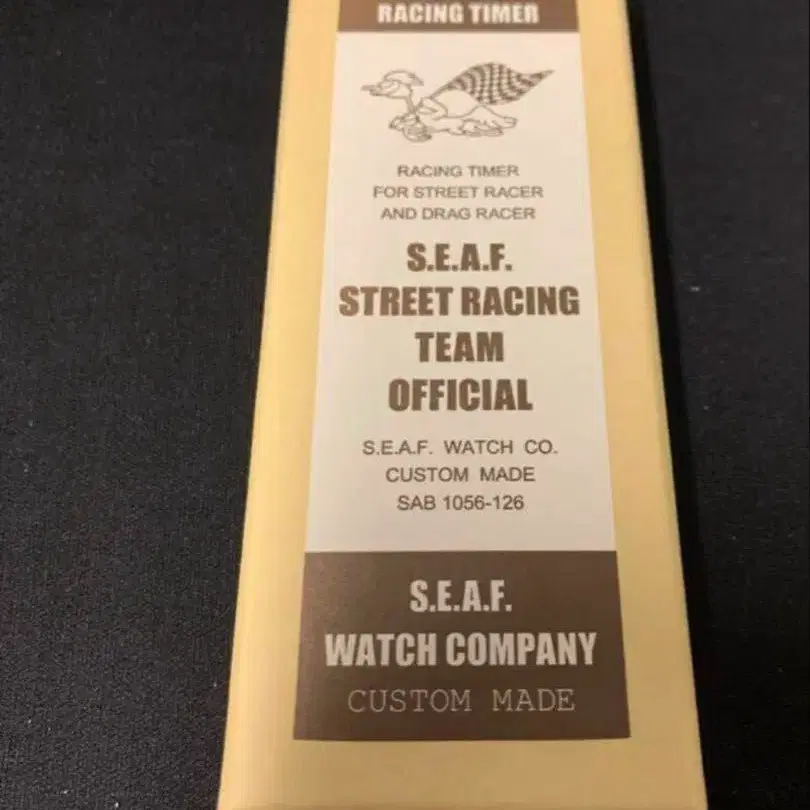 RACING TIMER
RACING TIMER
FOR STREET RACER
AND DRAG RACER
S.E.A.F.
STREET RACING
TEAM
OFFICIAL
S.E.A.F. WATCH CO.
CUSTOM MADE
SAB 1056-126
S.E.A.F.
WATCH COMPANY
CUSTOM MADE